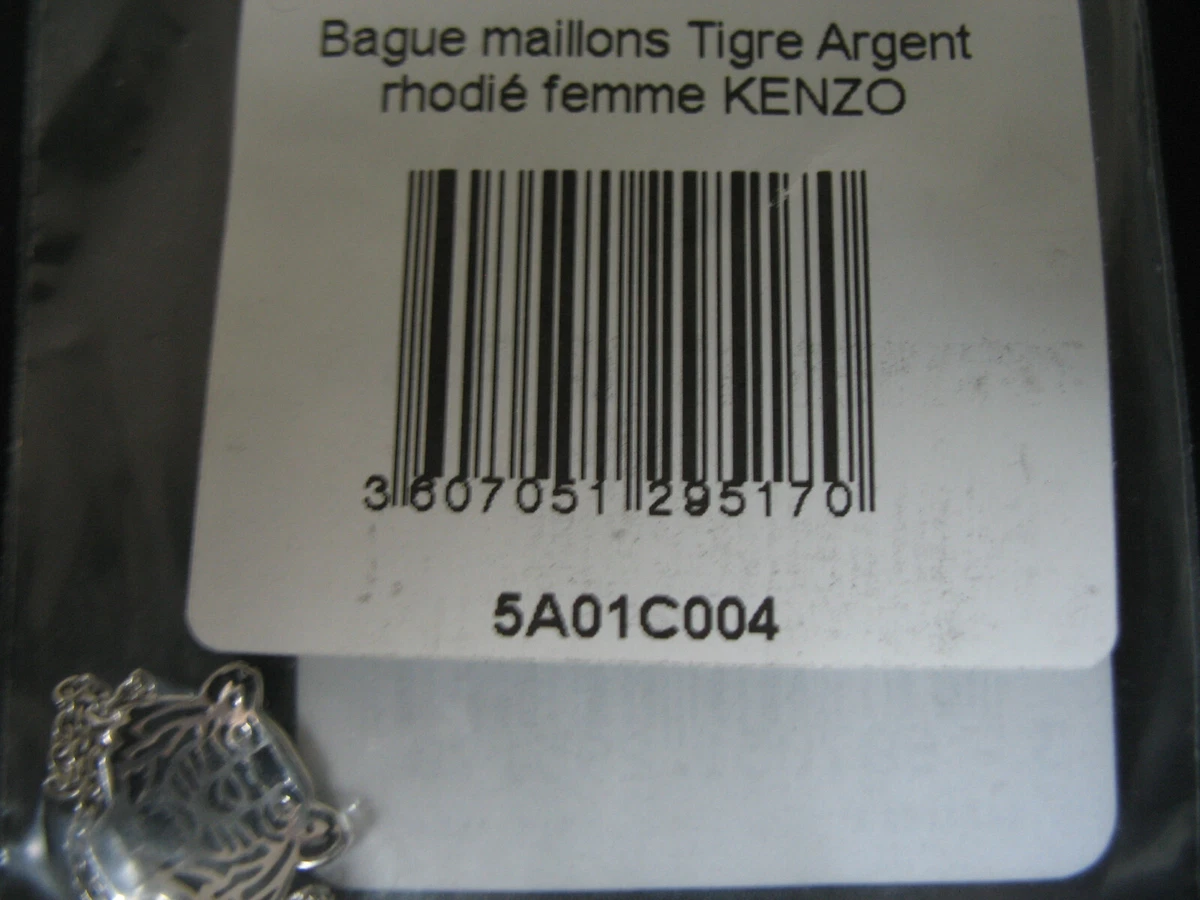 Bague maillons Tigre Argent
rhodié femme KENZO
3 607051 295170
5A01C004